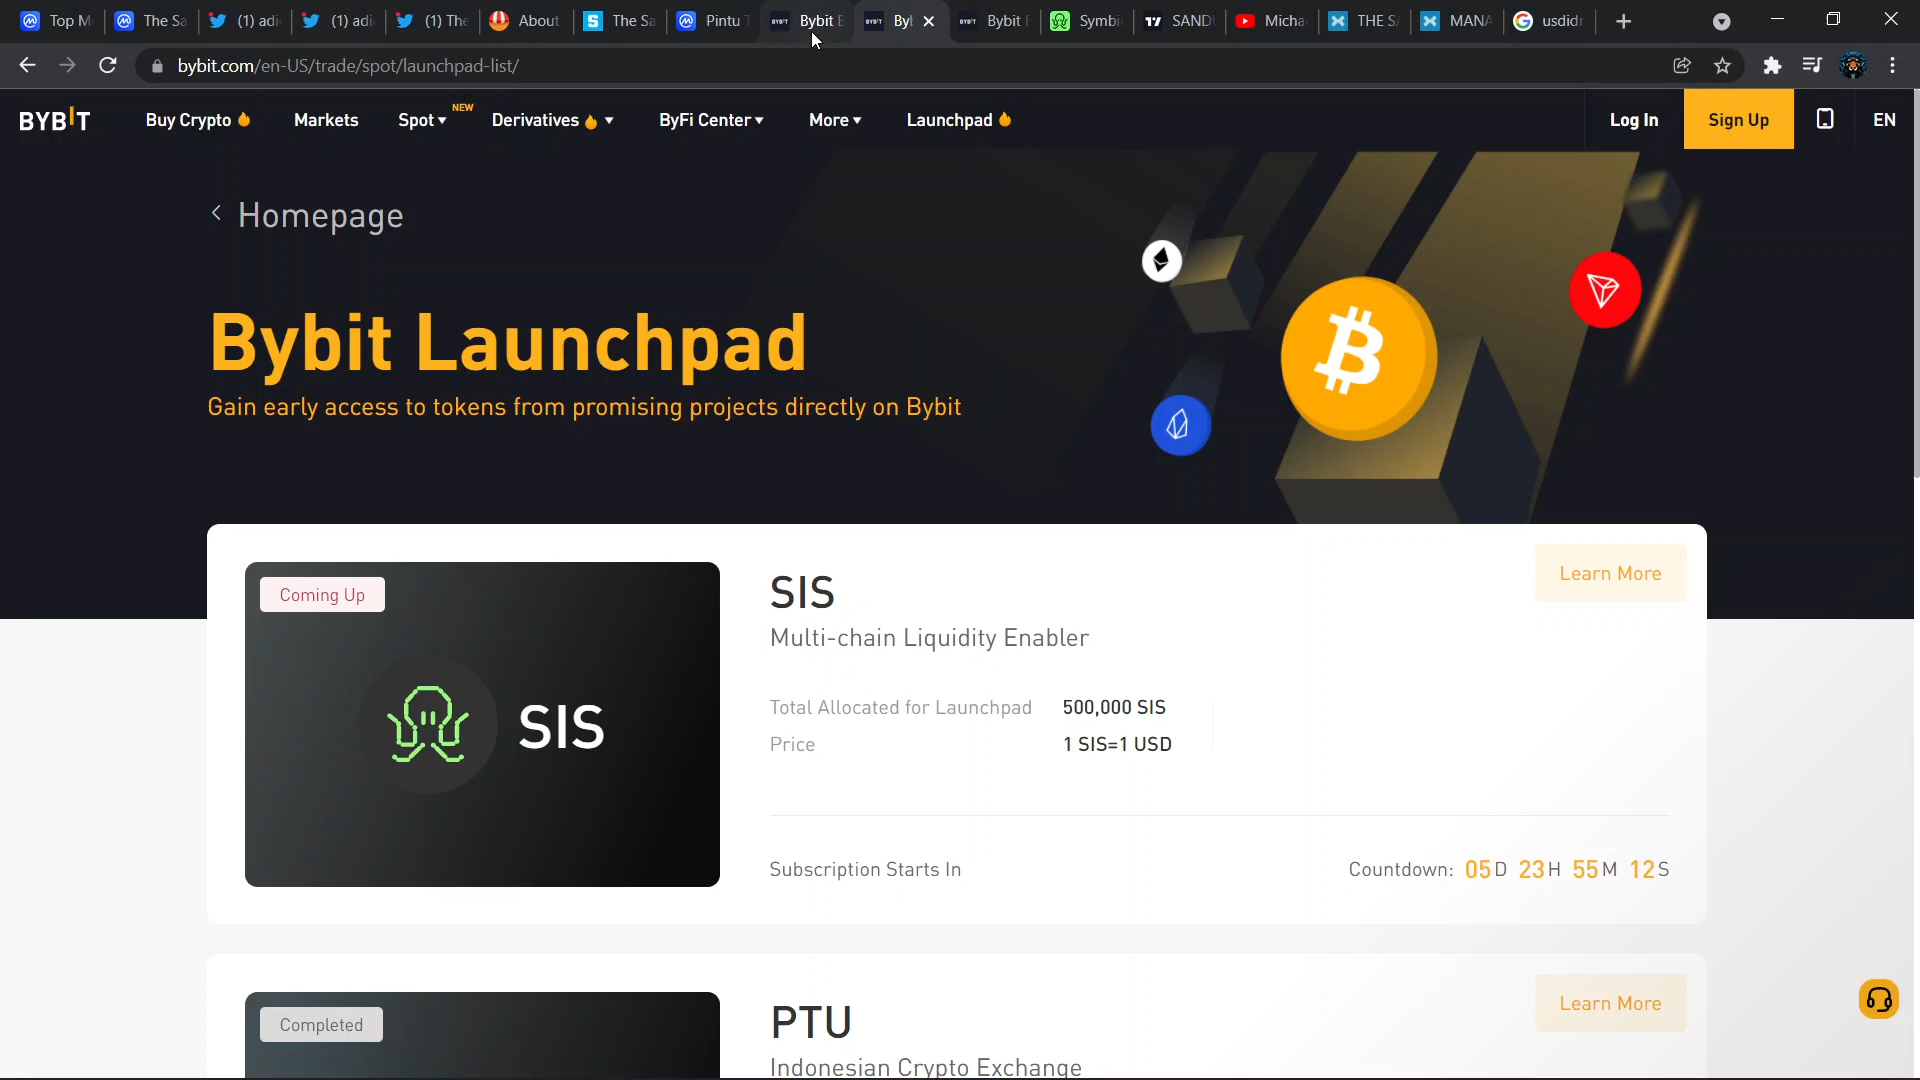 Top M
The Sa
(1) adi
(1) adi
(1) The
About
The Sa
Pintu T
Bybit E
Byb
Bybit E
Symbi
SAND
Micha
THE S
MANA
usdidr
bybit.com/en-US/trade/spot/launchpad-list/
BYBIT
Buy Crypto
Markets
Spot
NEW
Derivatives
ByFi Center
More
Launchpad
Log In
Sign Up
EN
Homepage
Bybit Launchpad
Gain early access to tokens from promising projects directly on Bybit
Coming Up
SIS
SIS
Learn More
Multi-chain Liquidity Enabler
Total Allocated for Launchpad 500,000 SIS
Price 1 SIS=1 USD
Subscription Starts In
Countdown: 05D 23H 55M 12S
Completed
PTU
Learn More
Indonesian Crypto Exchange